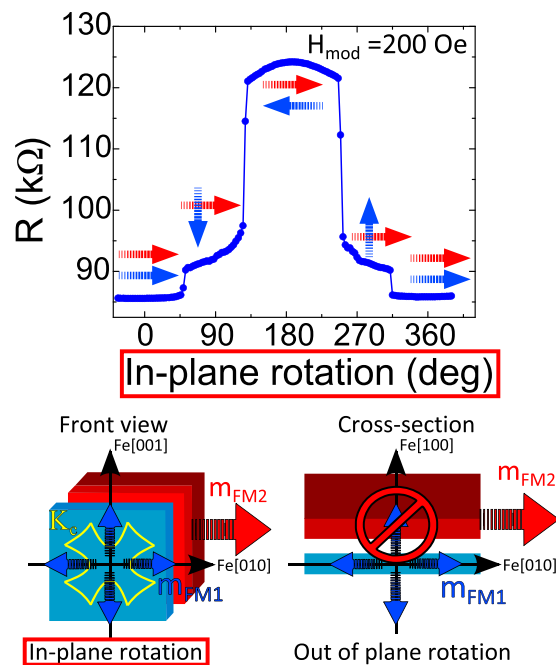 H_mod =200 Oe
130
120
110
100
90
R (kΩ)
0 90 180 270 360
In-plane rotation (deg)
Front view
Fe[001]
K_c
m_FM2
Fe[010]
m_FM1
In-plane rotation
Cross-section
Fe[100]
m_FM2
Fe[010]
m_FM1
Out of plane rotation